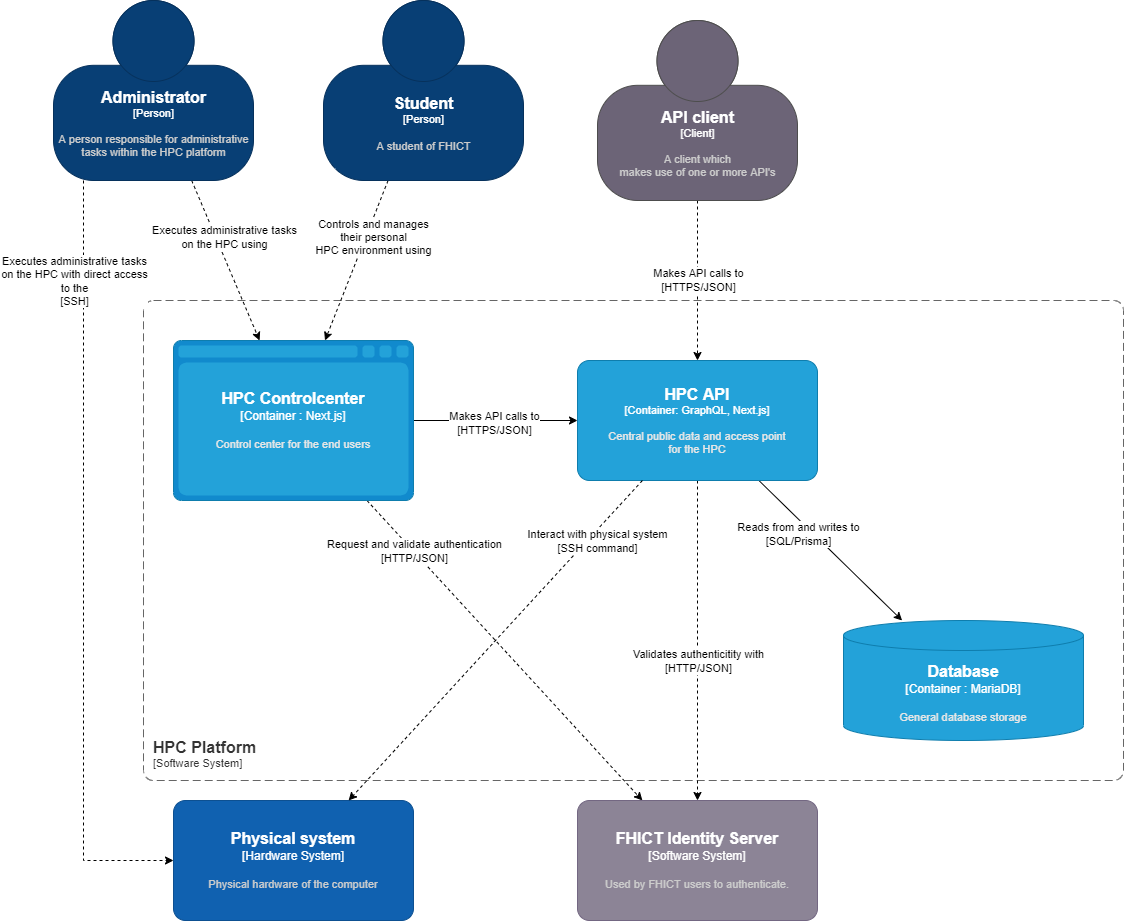 Administrator
[Person]
A person responsible for administrative
tasks within the HPC platform
Student
[Person]
A student of FHICT
API client
[Client]
A client which
makes use of one or more API's
Executes administrative tasks
on the HPC using
Controls and manages
their personal
HPC environment using
Executes administrative tasks
on the HPC with direct access
to the
[SSH]
Makes API calls to
[HTTPS/JSON]
HPC Controlcenter
[Container : Next.js]
Control center for the end users
Makes API calls to
[HTTPS/JSON]
HPC API
[Container: GraphQL, Next.js]
Central public data and access point
for the HPC
Request and validate authentication
[HTTP/JSON]
Interact with physical system
[SSH command]
Reads from and writes to
[SQL/Prisma]
Validates authenticitity with
[HTTP/JSON]
Database
[Container : MariaDB]
General database storage
HPC Platform
[Software System]
Physical system
[Hardware System]
Physical hardware of the computer
FHICT Identity Server
[Software System]
Used by FHICT users to authenticate.